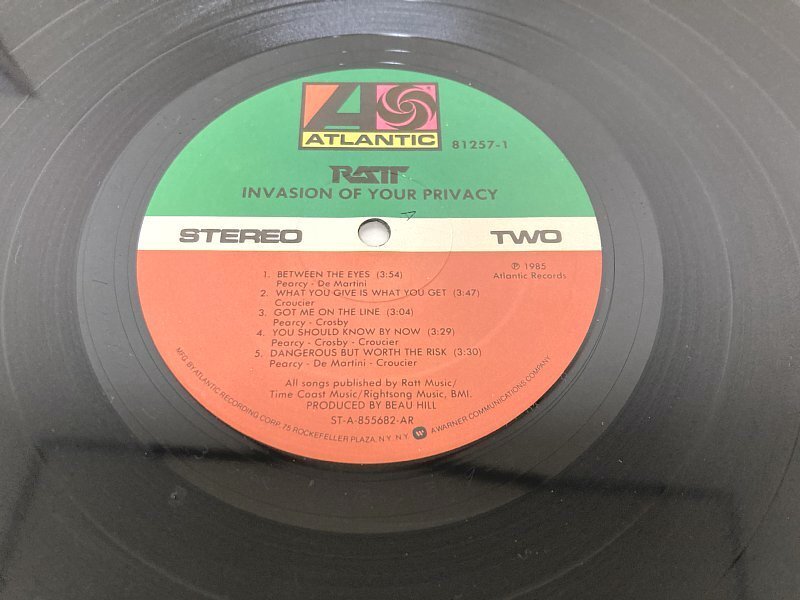 ATLANTIC
81257-1
RATT
INVASION OF YOUR PRIVACY
STEREO TWO
1. BETWEEN THE EYES (3:54)
Pearcy - De Martini
2. WHAT YOU GIVE IS WHAT YOU GET (3:47)
Croucier
3. GOT ME ON THE LINE (3:04)
Pearcy - Crosby
4. YOU SHOULD KNOW BY NOW (3:29)
Pearcy - Crosby - Croucier
5. DANGEROUS BUT WORTH THE RISK (3:30)
Pearcy - De Martini - Croucier
℗ 1985
Atlantic Records
All songs published by Ratt Music/
Time Coast Music/Rightsong Music, BMI.
PRODUCED BY BEAU HILL
ST-A-855682-AR
MFG. BY ATLANTIC RECORDING CORP. 75 ROCKEFELLER PLAZA, N.Y., N.Y. A WARNER COMMUNICATIONS COMPANY